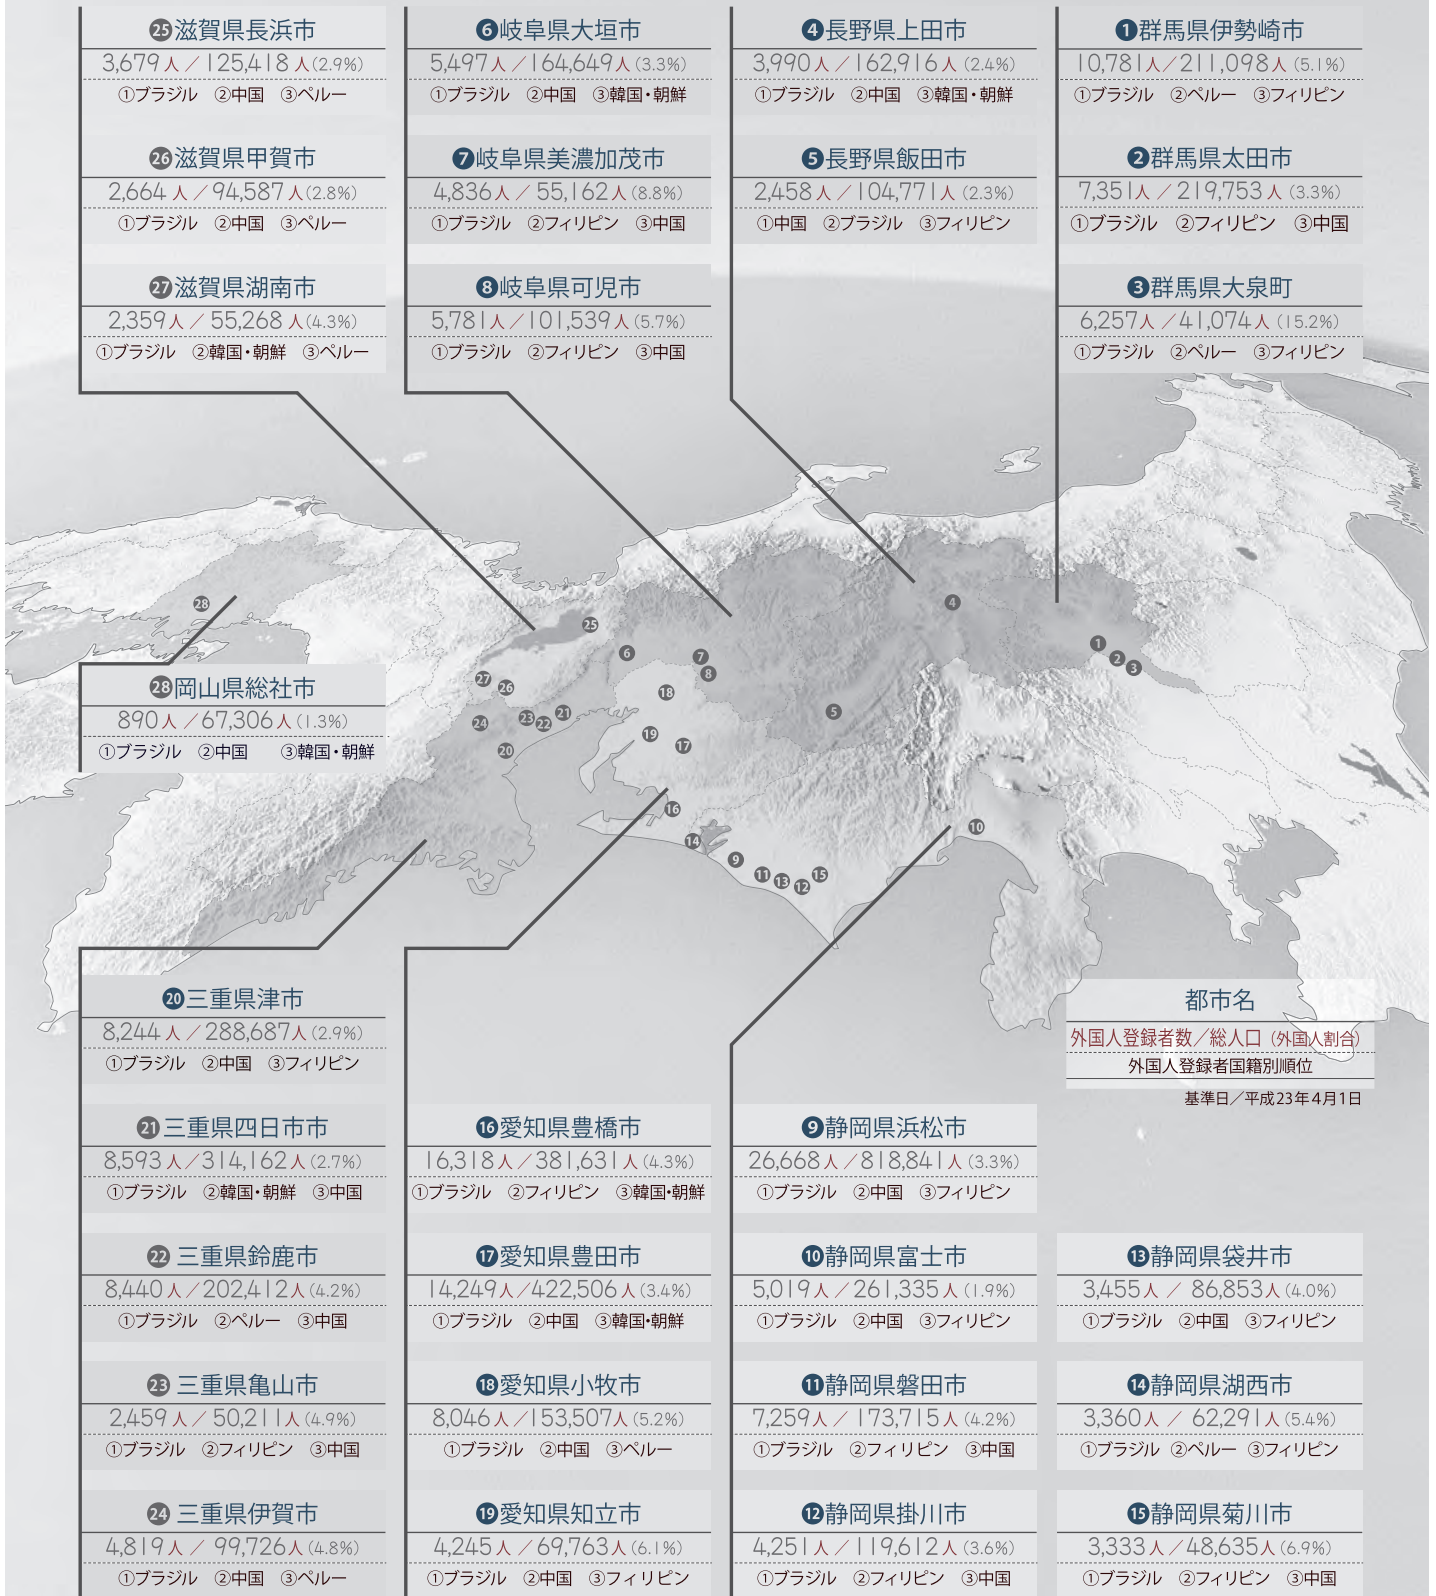 ㉕滋賀県長浜市
3,679人／125,418人(2.9%)
①ブラジル ②中国 ③ペルー
㉖滋賀県甲賀市
2,664人／94,587人(2.8%)
①ブラジル ②中国 ③ペルー
㉗滋賀県湖南市
2,359人／55,268人(4.3%)
①ブラジル ②韓国・朝鮮 ③ペルー
❻岐阜県大垣市
5,497人／164,649人(3.3%)
①ブラジル ②中国 ③韓国・朝鮮
❼岐阜県美濃加茂市
4,836人／55,162人(8.8%)
①ブラジル ②フィリピン ③中国
❽岐阜県可児市
5,781人／101,539人(5.7%)
①ブラジル ②フィリピン ③中国
❹長野県上田市
3,990人／162,916人(2.4%)
①ブラジル ②中国 ③韓国・朝鮮
❺長野県飯田市
2,458人／104,771人(2.3%)
①中国 ②ブラジル ③フィリピン
❶群馬県伊勢崎市
10,781人／211,098人(5.1%)
①ブラジル ②ペルー ③フィリピン
❷群馬県太田市
7,351人／219,753人(3.3%)
①ブラジル ②フィリピン ③中国
❸群馬県大泉町
6,257人／41,074人(15.2%)
①ブラジル ②ペルー ③フィリピン
28
25
4
6
7
8
1
2
3
27
26
18
5
24
23
22
21
20
19
17
16
14
9
11
13
12
15
10
㉘岡山県総社市
890人／67,306人(1.3%)
①ブラジル ②中国 ③韓国・朝鮮
⓴三重県津市
8,244人／288,687人(2.9%)
①ブラジル ②中国 ③フィリピン
㉑三重県四日市市
8,593人／314,162人(2.7%)
①ブラジル ②韓国・朝鮮 ③中国
㉒三重県鈴鹿市
8,440人／202,412人(4.2%)
①ブラジル ②ペルー ③中国
㉓三重県亀山市
2,459人／50,211人(4.9%)
①ブラジル ②フィリピン ③中国
㉔三重県伊賀市
4,819人／99,726人(4.8%)
①ブラジル ②中国 ③ペルー
⓰愛知県豊橋市
16,318人／381,631人(4.3%)
①ブラジル ②フィリピン ③韓国・朝鮮
⓱愛知県豊田市
14,249人／422,506人(3.4%)
①ブラジル ②中国 ③韓国・朝鮮
⓲愛知県小牧市
8,046人／153,507人(5.2%)
①ブラジル ②中国 ③ペルー
⓳愛知県知立市
4,245人／69,763人(6.1%)
①ブラジル ②中国 ③フィリピン
❾静岡県浜松市
26,668人／818,841人(3.3%)
①ブラジル ②中国 ③フィリピン
❿静岡県富士市
5,019人／261,335人(1.9%)
①ブラジル ②中国 ③フィリピン
⓫静岡県磐田市
7,259人／173,715人(4.2%)
①ブラジル ②フィリピン ③中国
⓬静岡県掛川市
4,251人／119,612人(3.6%)
①ブラジル ②フィリピン ③中国
都市名
外国人登録者数／総人口（外国人割合）
外国人登録者国籍別順位
基準日／平成23年4月1日
⓭静岡県袋井市
3,455人／86,853人(4.0%)
①ブラジル ②中国 ③フィリピン
⓮静岡県湖西市
3,360人／62,291人(5.4%)
①ブラジル ②ペルー ③フィリピン
⓯静岡県菊川市
3,333人／48,635人(6.9%)
①ブラジル ②フィリピン ③中国